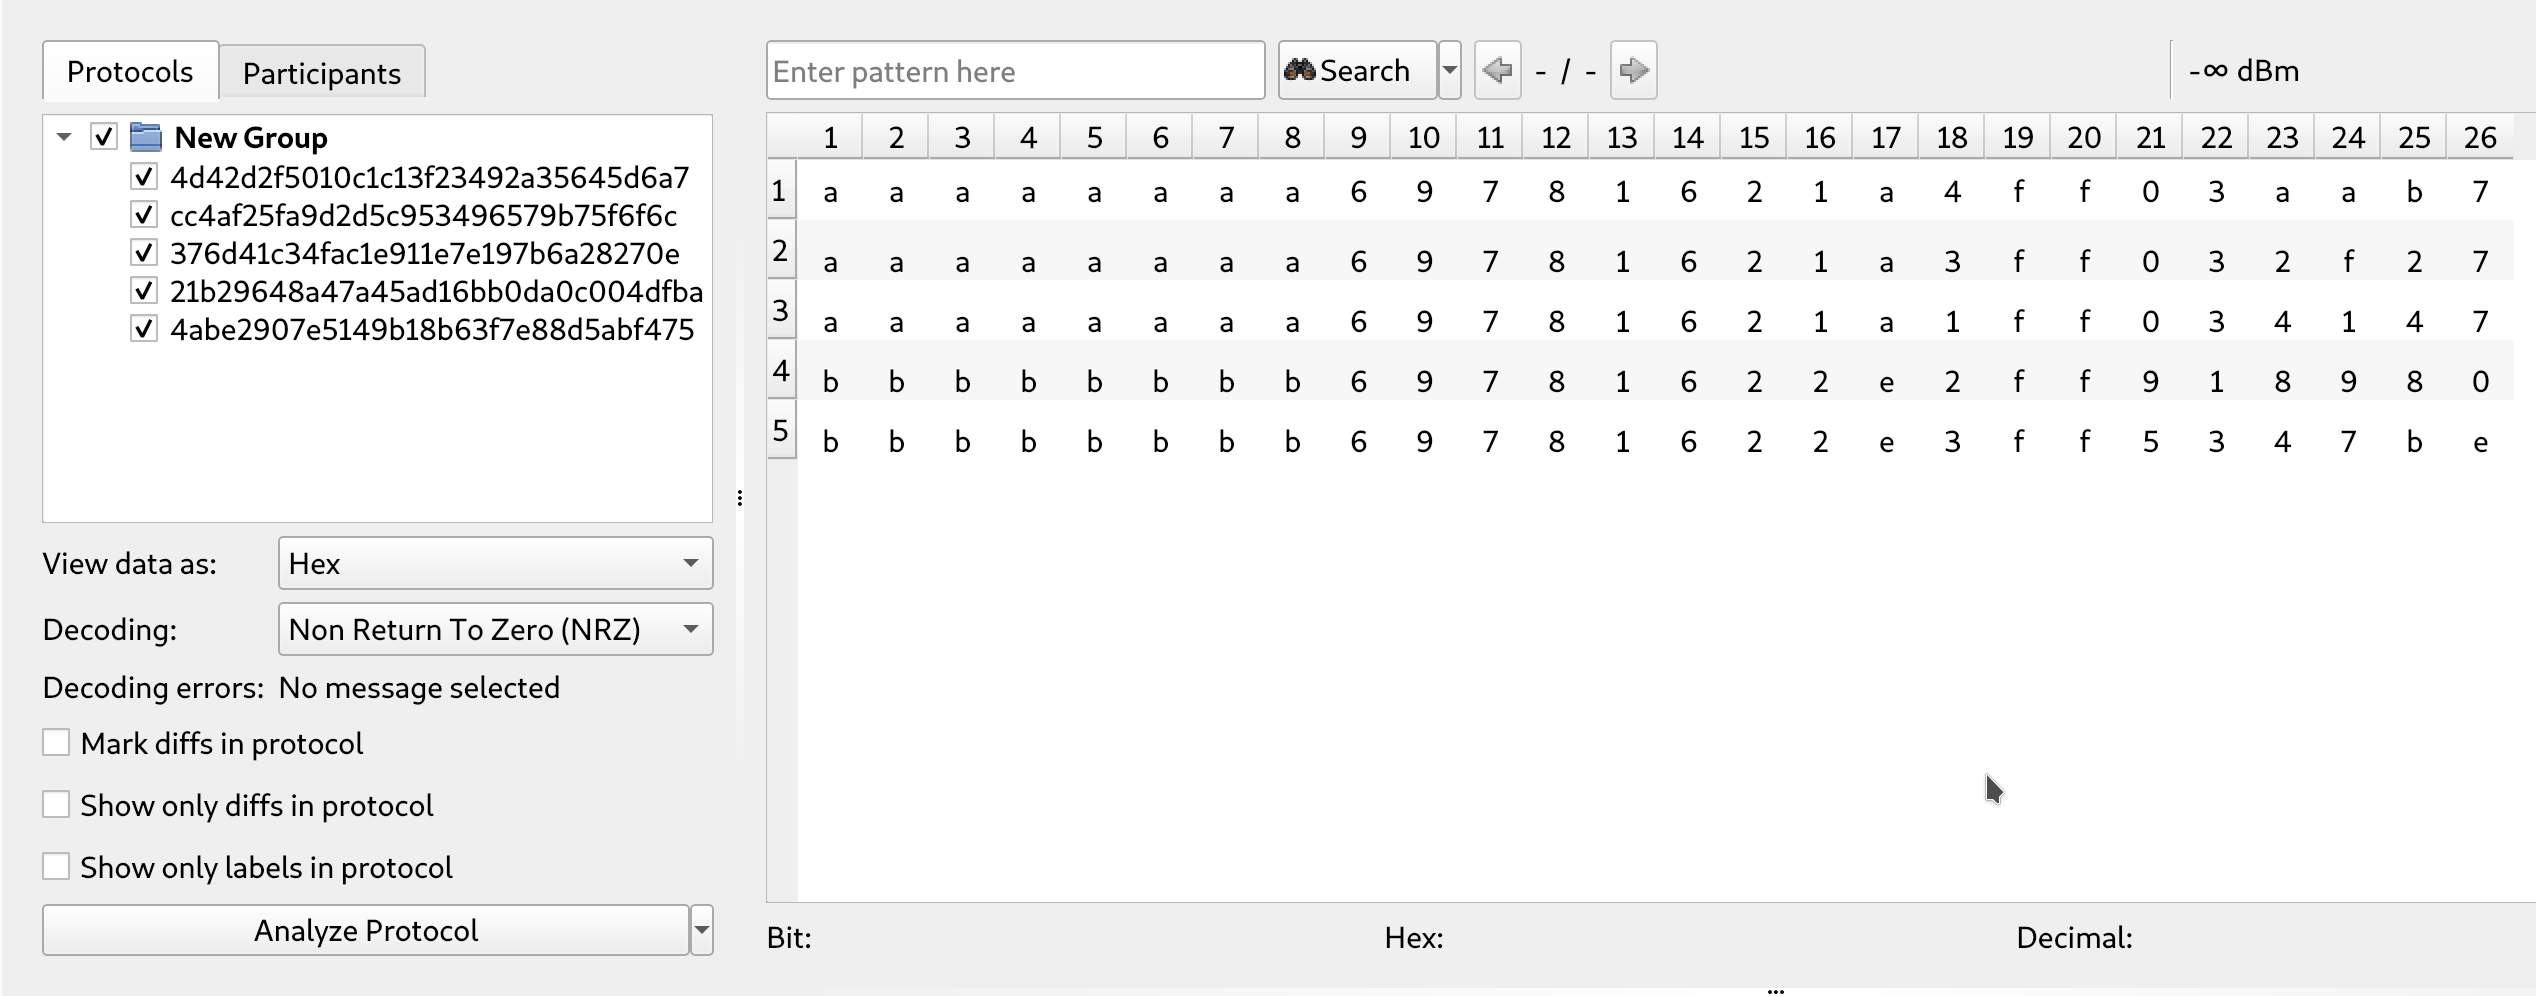 Protocols Participants
New Group
4d42d2f5010c1c13f23492a35645d6a7
cc4af25fa9d2d5c953496579b75f6f6c
376d41c34fac1e911e7e197b6a28270e
21b29648a47a45ad16bb0da0c004dfba
4abe2907e5149b18b63f7e88d5abf475
View data as: Hex
Decoding: Non Return To Zero (NRZ)
Decoding errors: No message selected
Mark diffs in protocol
Show only diffs in protocol
Show only labels in protocol
Analyze Protocol
Enter pattern here Search - / - -∞ dBm
1 2 3 4 5 6 7 8 9 10 11 12 13 14 15 16 17 18 19 20 21 22 23 24 25 26
1 a a a a a a a a 6 9 7 8 1 6 2 1 a 4 f f 0 3 a a b 7
2 a a a a a a a a 6 9 7 8 1 6 2 1 a 3 f f 0 3 2 f 2 7
3 a a a a a a a a 6 9 7 8 1 6 2 1 a 1 f f 0 3 4 1 4 7
4 b b b b b b b b 6 9 7 8 1 6 2 2 e 2 f f 9 1 8 9 8 0
5 b b b b b b b b 6 9 7 8 1 6 2 2 e 3 f f 5 3 4 7 b e
Bit: Hex: Decimal: